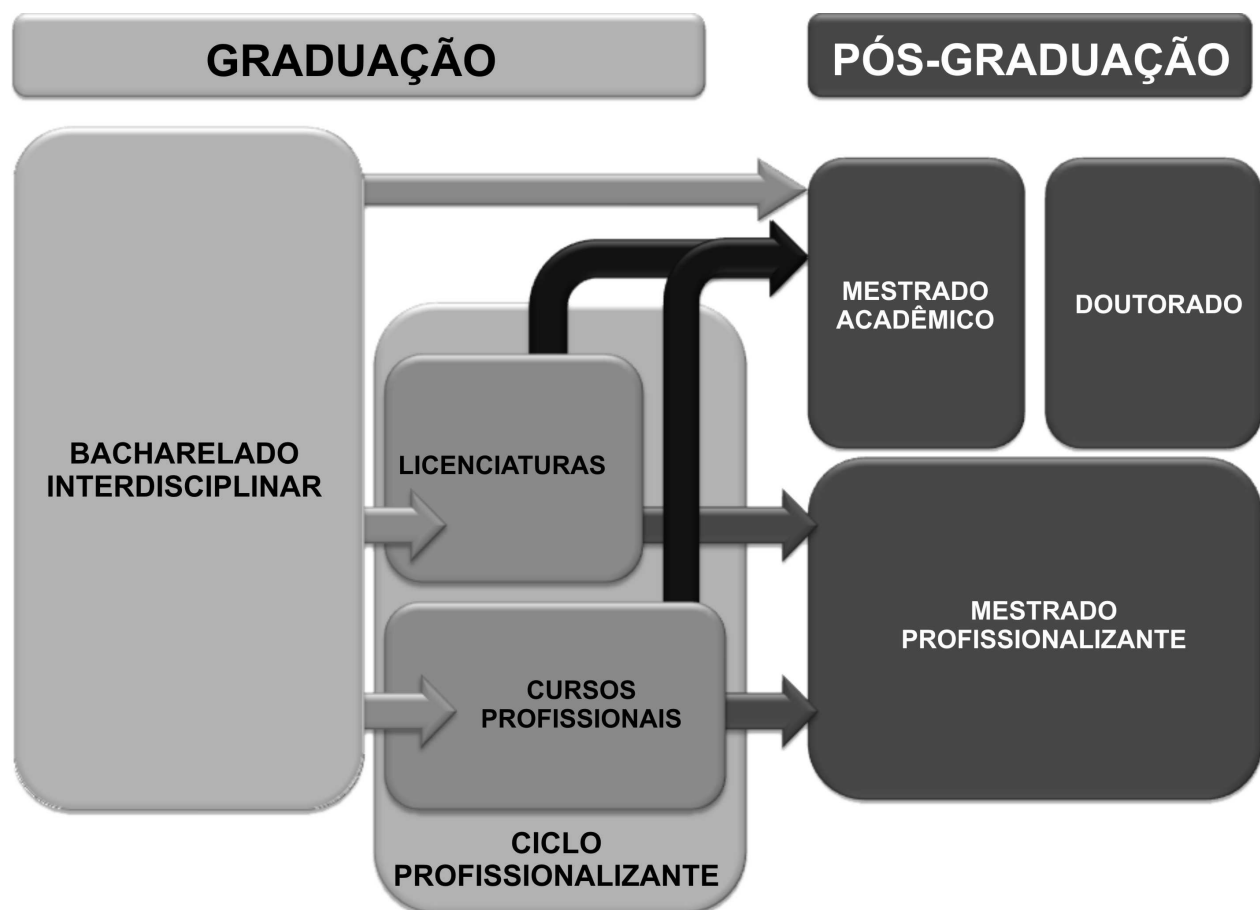 GRADUAÇÃO
PÓS-GRADUAÇÃO
BACHARELADO
INTERDISCIPLINAR
LICENCIATURAS
CURSOS
PROFISSIONAIS
CICLO
PROFISSIONALIZANTE
MESTRADO
ACADÊMICO
DOUTORADO
MESTRADO
PROFISSIONALIZANTE